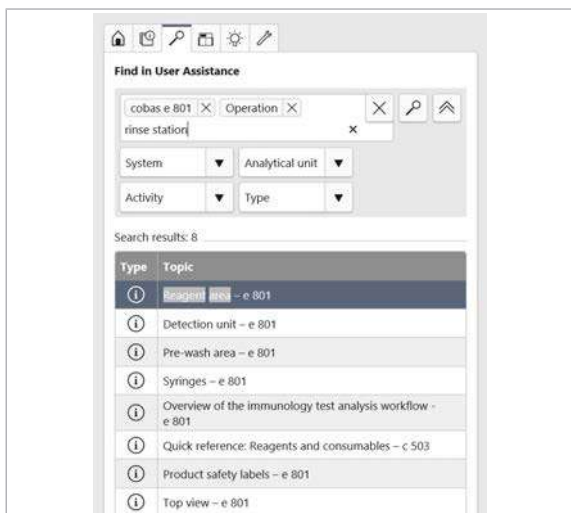 Find in User Assistance
cobas e 801 Operation
rinse station
System Analytical unit
Activity Type
Search results: 8
Type Topic
Reagent area – e 801
Detection unit – e 801
Pre-wash area – e 801
Syringes – e 801
Overview of the immunology test analysis workflow -
e 801
Quick reference: Reagents and consumables – c 503
Product safety labels – e 801
Top view – e 801